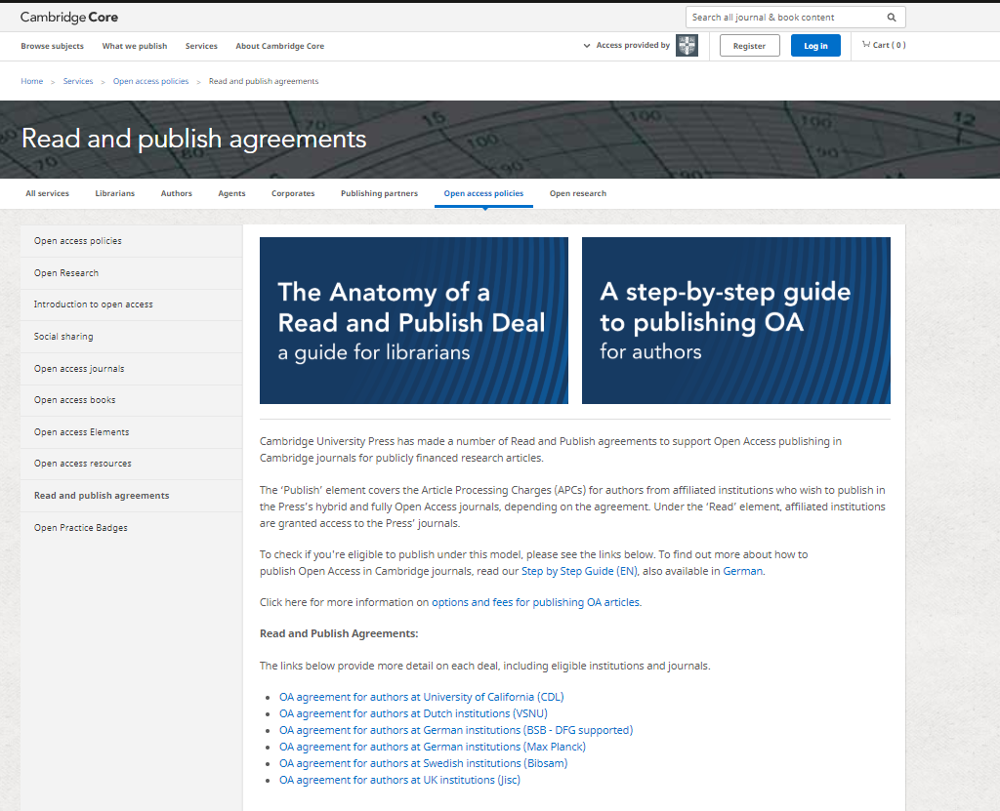 Cambridge Core
Search all journal & book content
Browse subjects What we publish Services About Cambridge Core
Access provided by
Register
Log in
Cart ( 0 )
Home > Services > Open access policies > Read and publish agreements
Read and publish agreements
All services Librarians Authors Agents Corporates Publishing partners Open access policies Open research
Open access policies
Open Research
Introduction to open access
Social sharing
Open access journals
Open access books
Open access Elements
Open access resources
Read and publish agreements
Open Practice Badges
The Anatomy of a
Read and Publish Deal
a guide for librarians
A step-by-step guide
to publishing OA
for authors
Cambridge University Press has made a number of Read and Publish agreements to support Open Access publishing in
Cambridge journals for publicly financed research articles.
The ‘Publish’ element covers the Article Processing Charges (APCs) for authors from affiliated institutions who wish to publish in
the Press’s hybrid and fully Open Access journals, depending on the agreement. Under the ‘Read’ element, affiliated institutions
are granted access to the Press’ journals.
To check if you're eligible to publish under this model, please see the links below. To find out more about how to
publish Open Access in Cambridge journals, read our Step by Step Guide (EN), also available in German.
Click here for more information on options and fees for publishing OA articles.
Read and Publish Agreements:
The links below provide more detail on each deal, including eligible institutions and journals.
OA agreement for authors at University of California (CDL)
OA agreement for authors at Dutch institutions (VSNU)
OA agreement for authors at German institutions (BSB - DFG supported)
OA agreement for authors at German institutions (Max Planck)
OA agreement for authors at Swedish institutions (Bibsam)
OA agreement for authors at UK institutions (Jisc)